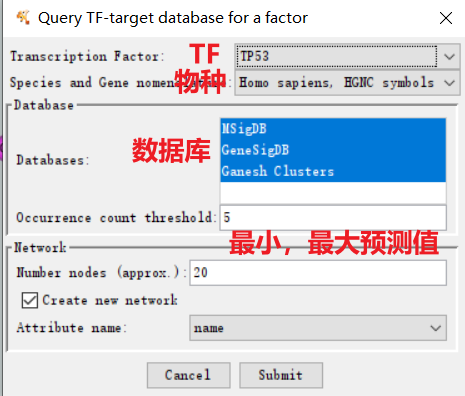 Query TF-target database for a factor
Transcription Factor: TF TP53
Species and Gene nomen 物种 Homo sapiens, HGNC symbols
Database
Databases: 数据库 MSigDB
GeneSigDB
Ganesh Clusters
Occurrence count threshold: 5
最小，最大预测值
Network
Number nodes (approx.): 20
Create new network
Attribute name: name
Cancel Submit